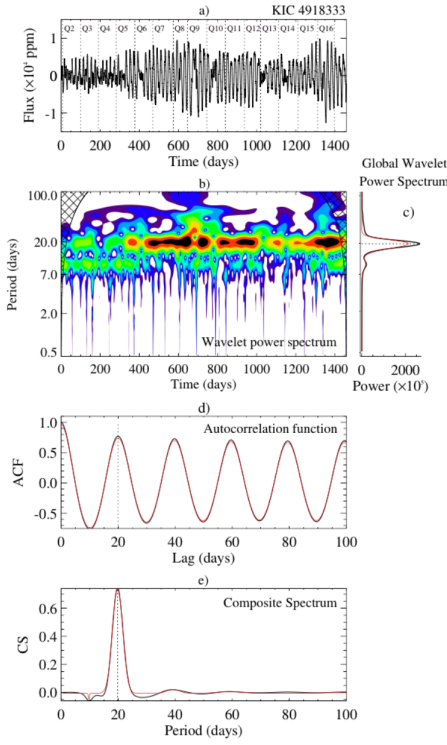 a) KIC 4918333
Q2 Q3 Q4 Q5 Q6 Q7 Q8 Q9 Q10 Q11 Q12 Q13 Q14 Q15 Q16
Flux (×10⁴ ppm)
1
0
-1
0 200 400 600 800 1000 1200 1400
Time (days)
b)
Period (days)
100.0
20.0
7.0
2.0
0.5
Wavelet power spectrum
0 200 400 600 800 1000 1200 1400
Time (days)
Global Wavelet
Power Spectrum
c)
0 2000
d)
Autocorrelation function
ACF
1.0
0.5
0.0
-0.5
0 20 40 60 80 100
Lag (days)
e)
Composite Spectrum
CS
0.6
0.4
0.2
0.0
0 20 40 60 80 100
Period (days)